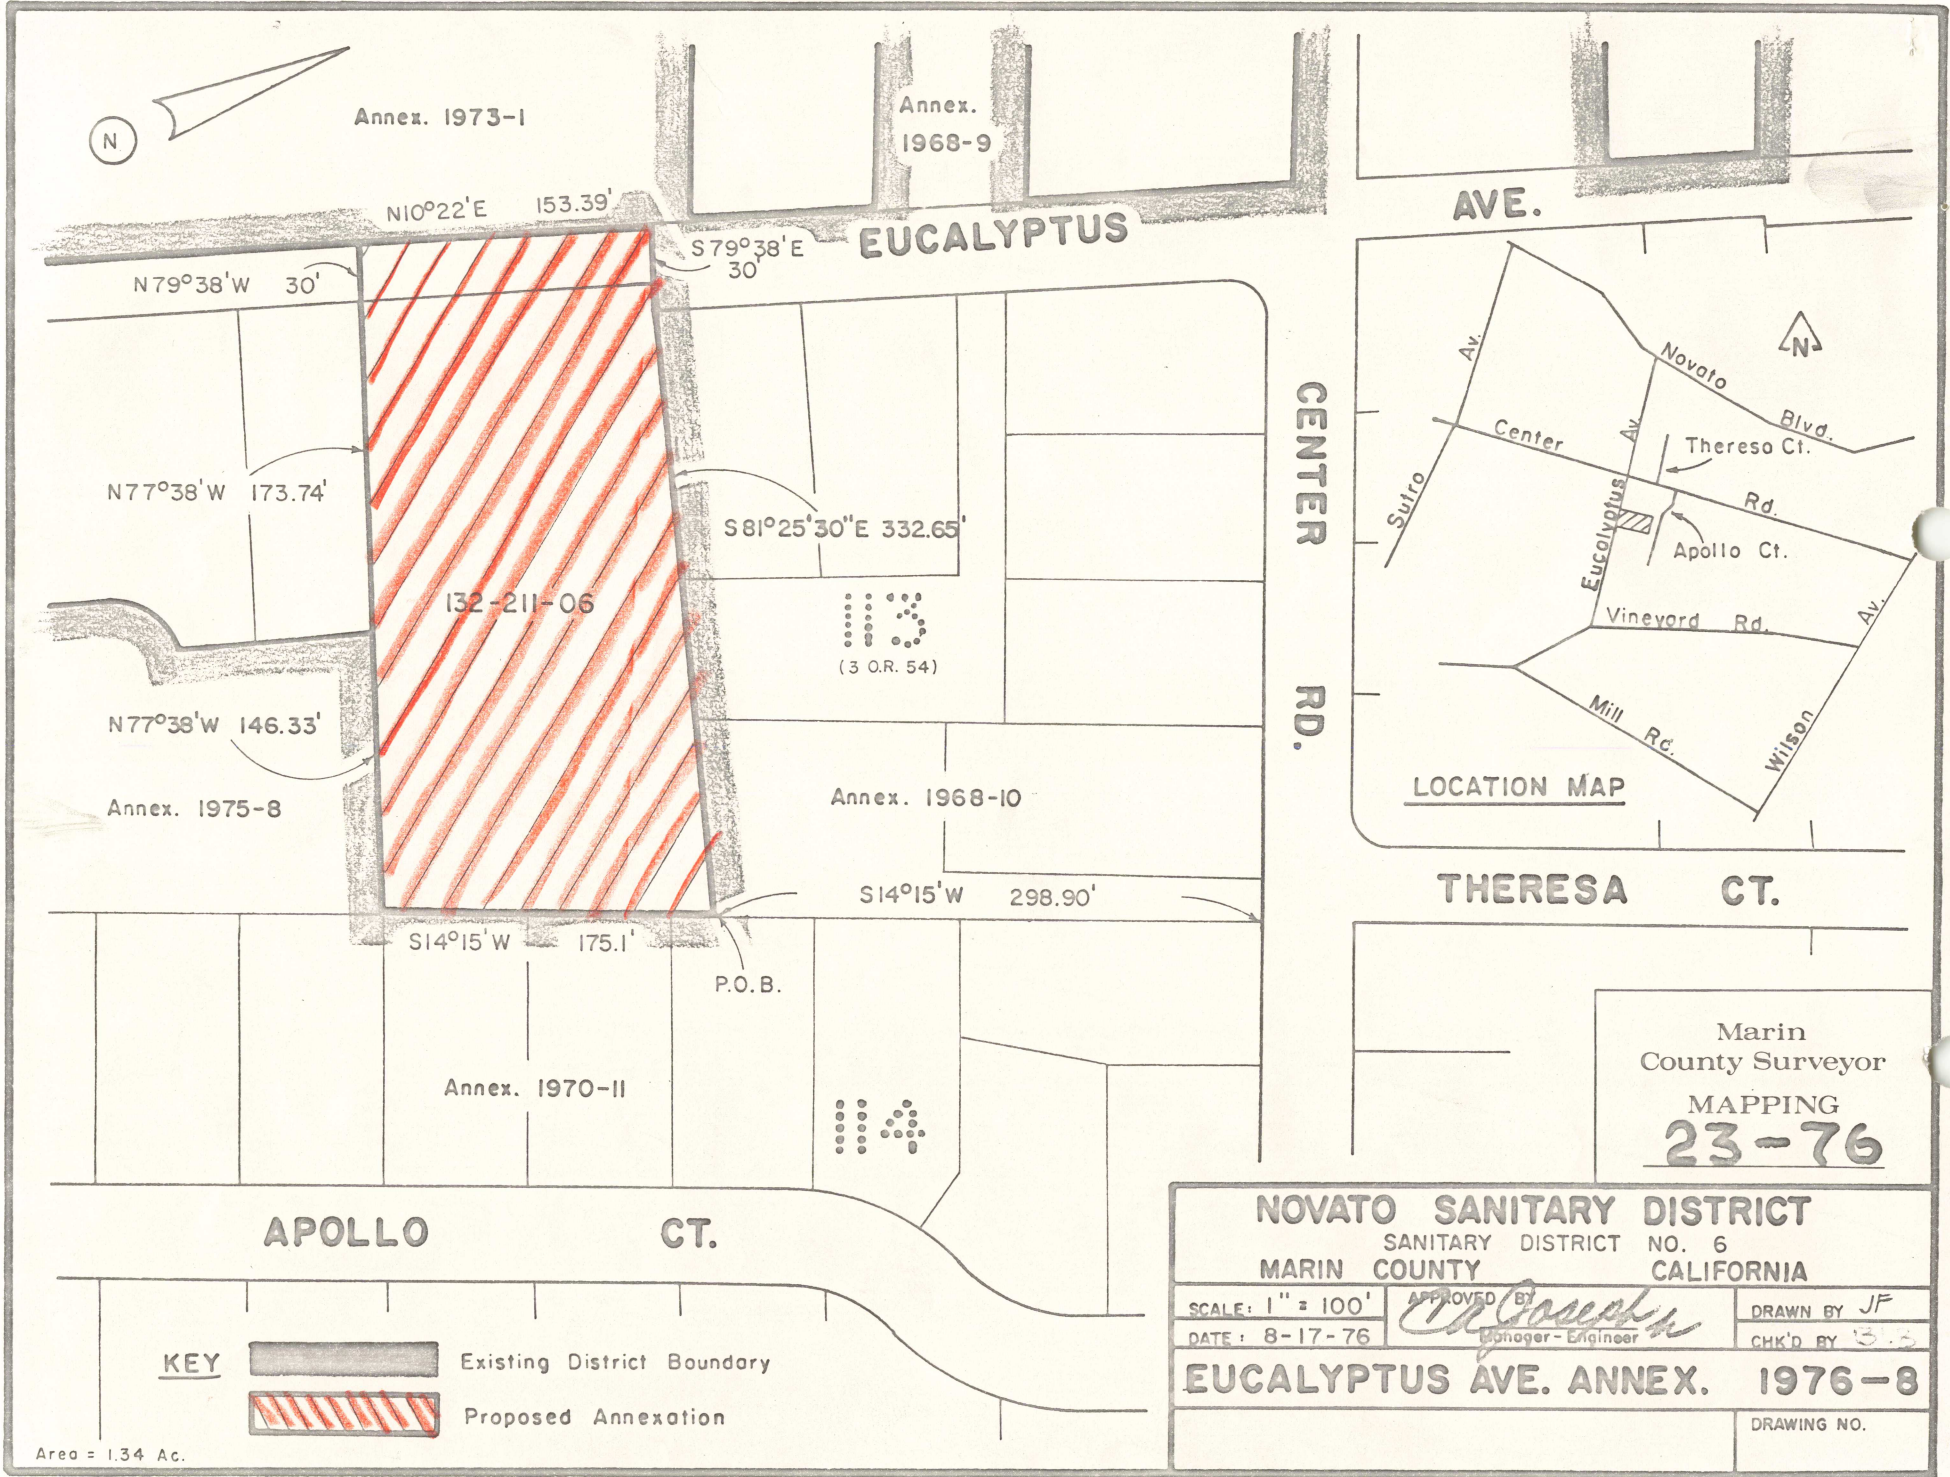 N
Annex. 1973-1
Annex.
1968-9
N10°22'E 153.39'
AVE.
EUCALYPTUS
S79°38'E
30'
N79°38'W 30'
N77°38'W 173.74'
S81°25'30"E 332.65'
132-211-06
113
(3 O.R. 54)
N77°38'W 146.33'
Annex. 1975-8
Annex. 1968-10
CENTER RD.
S14°15'W 298.90'
S14°15'W 175.1'
P.O.B.
Annex. 1970-11
114
APOLLO CT.
THERESA CT.
N
Av.
Novato Blvd.
Center Rd.
Av.
Theresa Ct.
Sutro
Eucalyptus
Apollo Ct.
Vineyard Rd.
Av.
Mill Rd.
Wilson
LOCATION MAP
Marin
County Surveyor
MAPPING
23-76
NOVATO SANITARY DISTRICT
SANITARY DISTRICT NO. 6
MARIN COUNTY CALIFORNIA
SCALE: 1" = 100'
APPROVED BY
Manager-Engineer
DRAWN BY JF
DATE: 8-17-76
CHK'D BY
EUCALYPTUS AVE. ANNEX. 1976-8
DRAWING NO.
KEY
Existing District Boundary
Proposed Annexation
Area = 1.34 Ac.